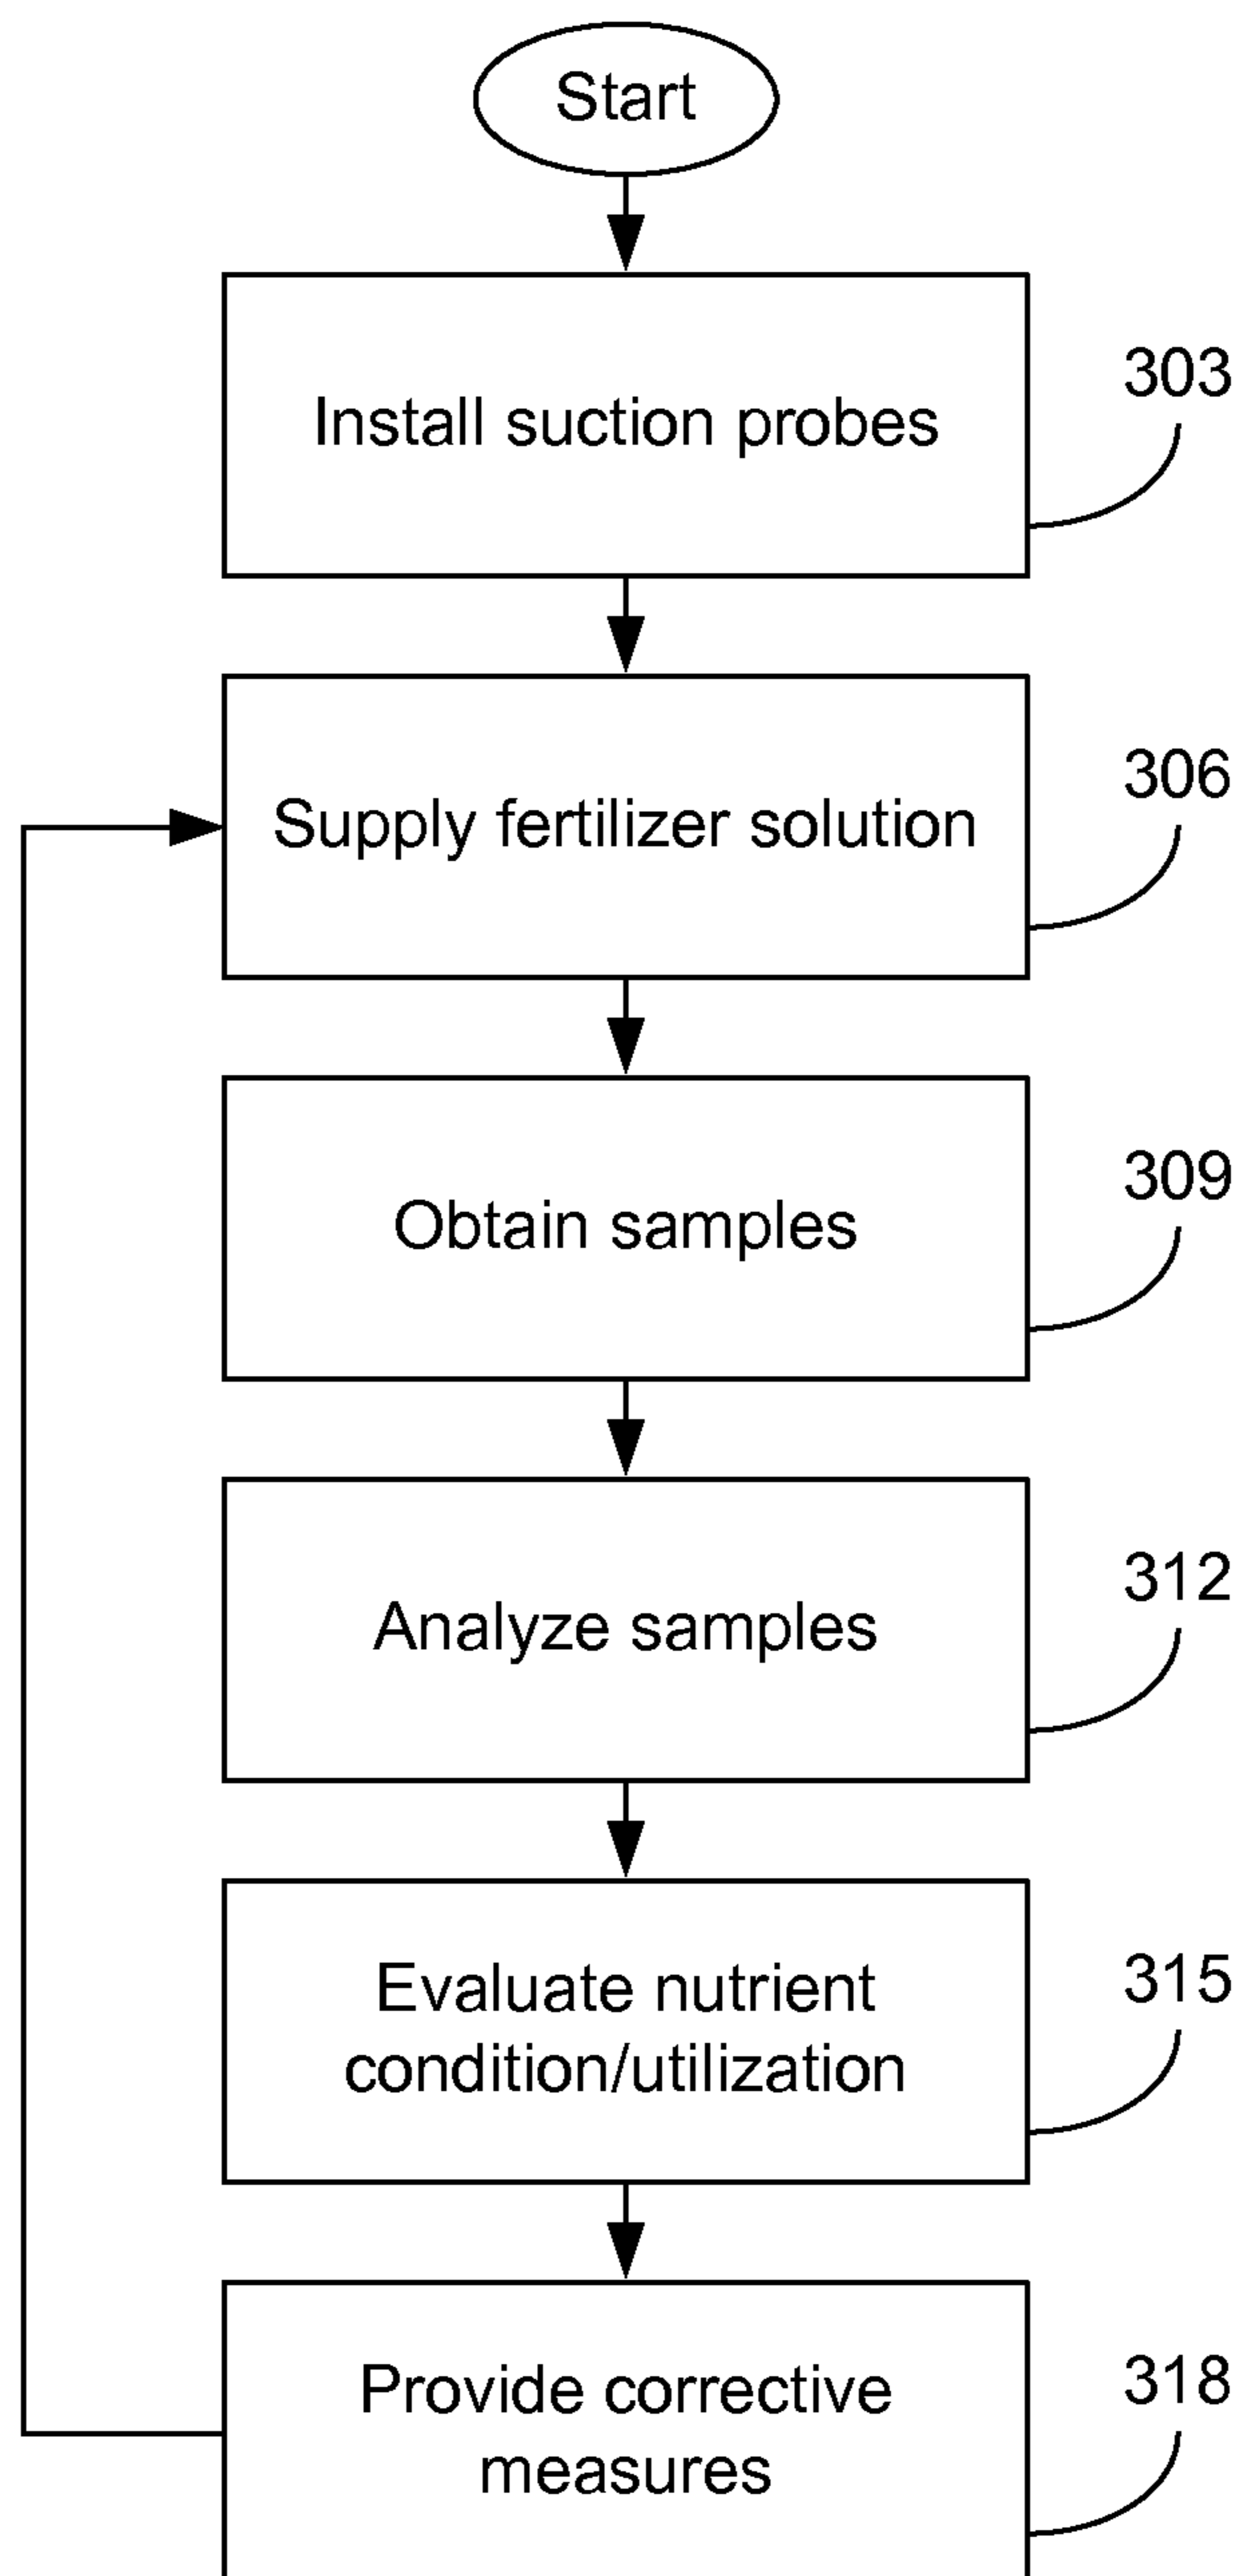 Start
Install suction probes
303
Supply fertilizer solution
306
Obtain samples
309
Analyze samples
312
Evaluate nutrient
condition/utilization
315
Provide corrective
measures
318